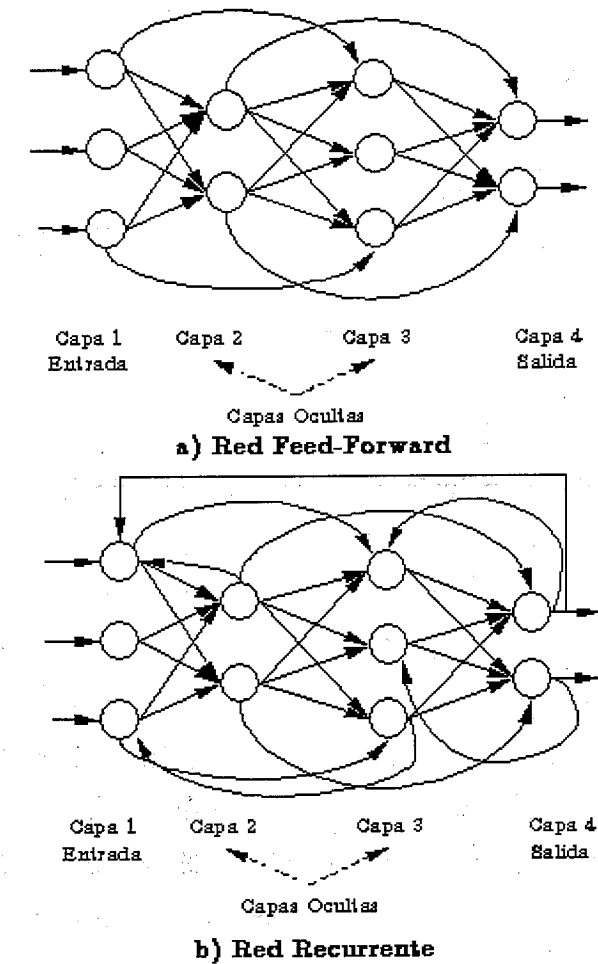 Capa 1 Capa 2 Capa 3 Capa 4
Entrada Salida
Capas Ocultas
a) Red Feed-Forward
Capa 1 Capa 2 Capa 3 Capa 4
Entrada Salida
Capas Ocultas
b) Red Recurrente